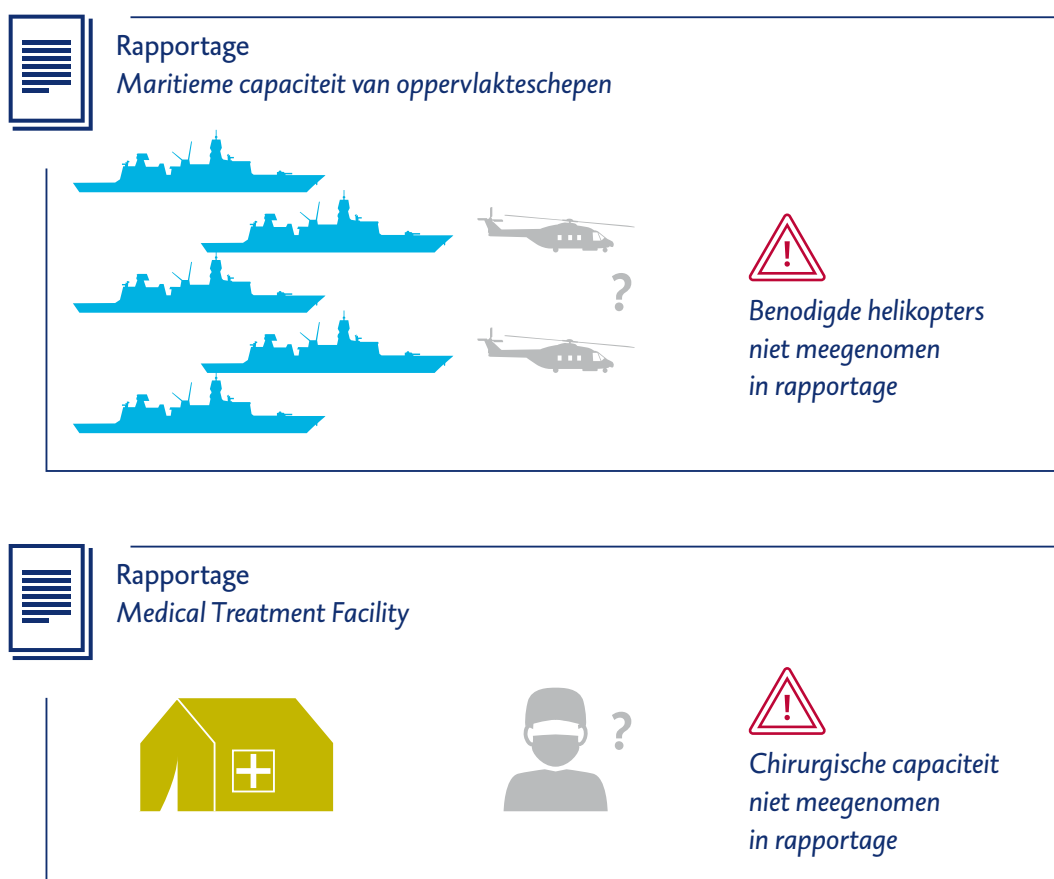 Rapportage
Maritieme capaciteit van oppervlakteschepen
?
!
Benodigde helikopters
niet meegenomen
in rapportage
Rapportage
Medical Treatment Facility
?
!
Chirurgische capaciteit
niet meegenomen
in rapportage